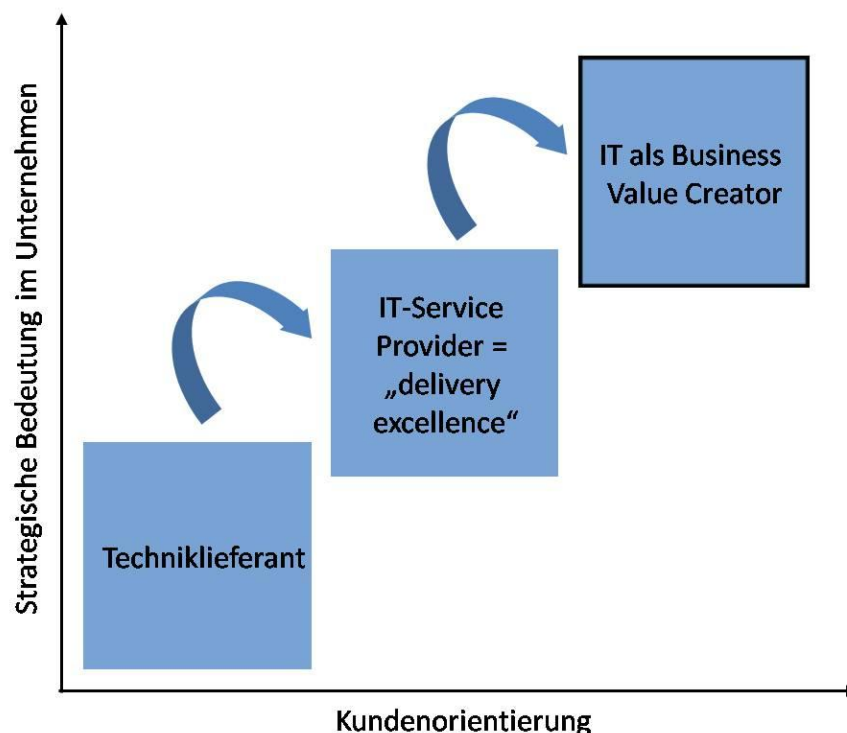 Strategische Bedeutung im Unternehmen
IT als Business
Value Creator
IT-Service
Provider =
„delivery
excellence“
Techniklieferant
Kundenorientierung